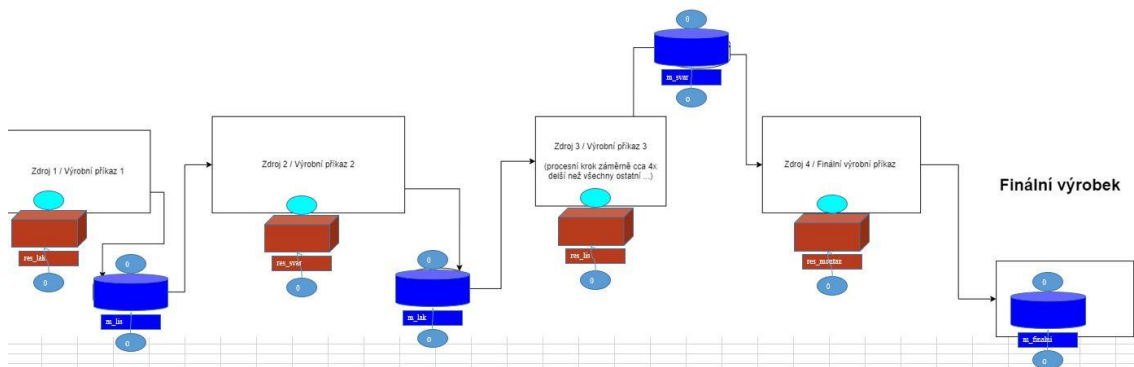 0
m_svar
0
Zdroj 1 / Výrobní příkaz 1
Zdroj 2 / Výrobní příkaz 2
Zdroj 3 / Výrobní příkaz 3
(procesní krok záměrně cca 4x
delší než všechny ostatní ...)
Zdroj 4 / Finální výrobní příkaz
Finální výrobek
res_lak
0
res_svar
0
res_lis
0
res_montaz
0
0
m_lis
0
0
m_lak
0
0
m_finalni
0